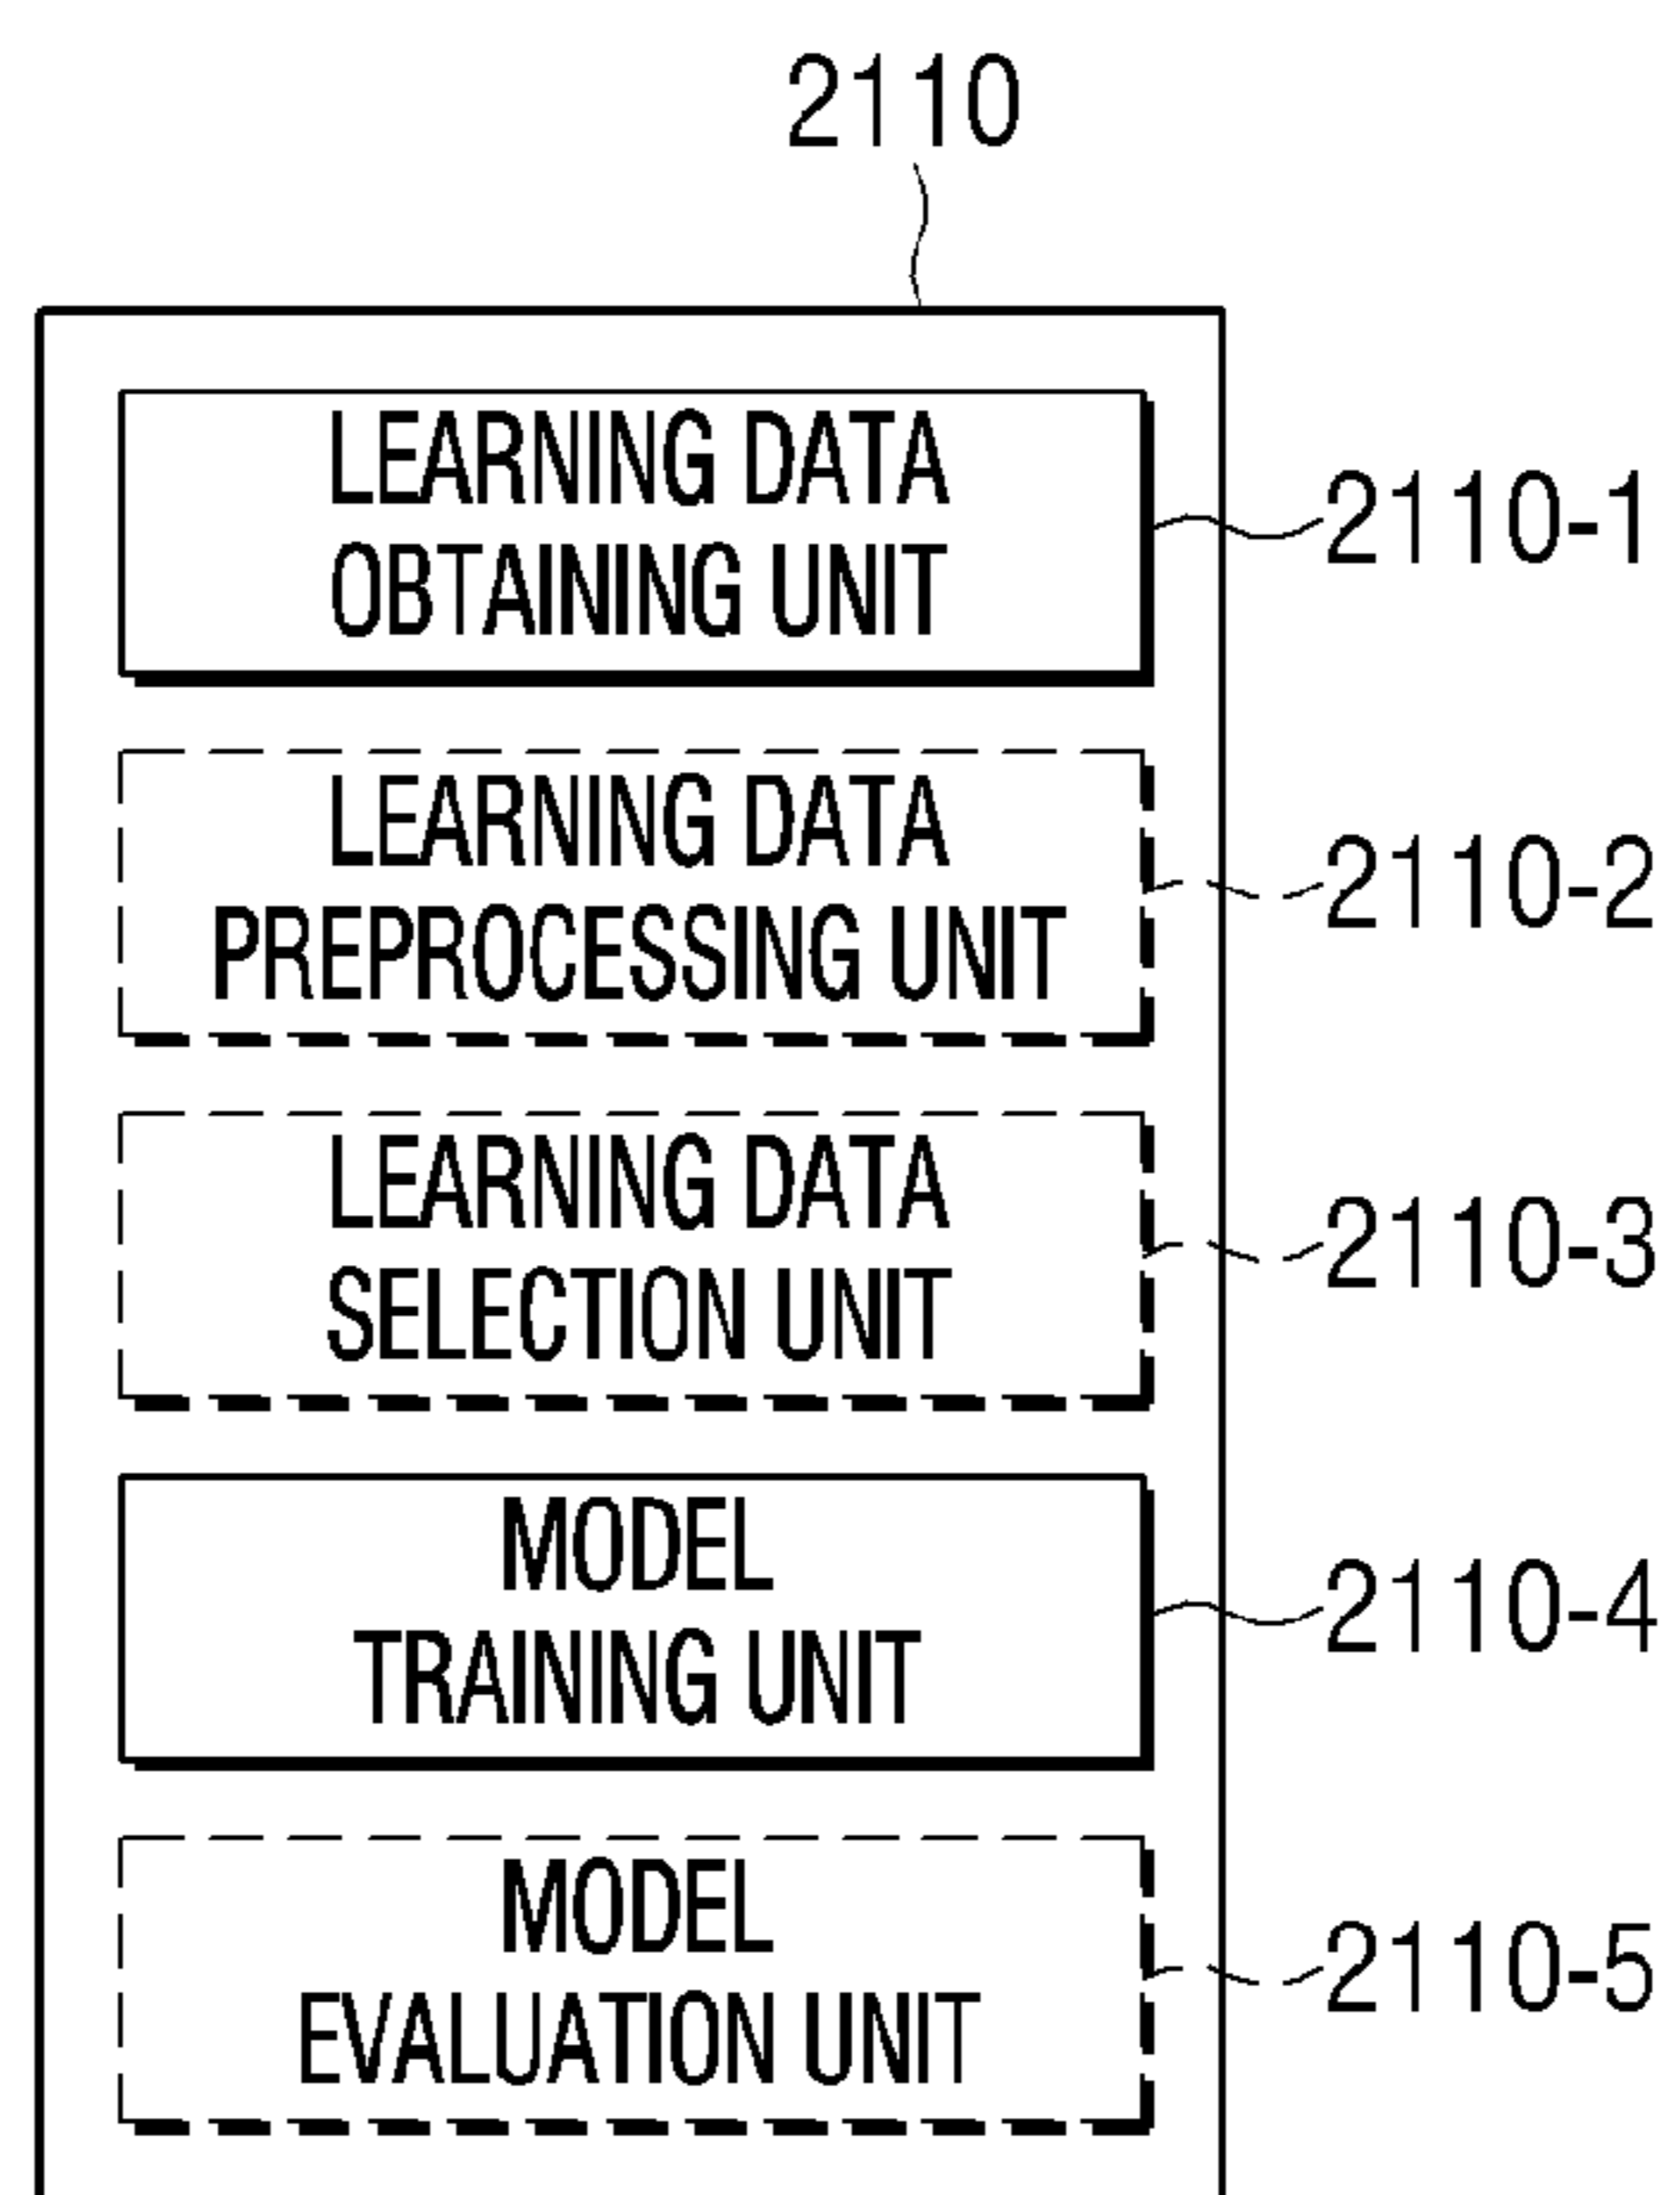 2110
LEARNING DATA
OBTAINING UNIT
2110-1
LEARNING DATA
PREPROCESSING UNIT
2110-2
LEARNING DATA
SELECTION UNIT
2110-3
MODEL
TRAINING UNIT
2110-4
MODEL
EVALUATION UNIT
2110-5